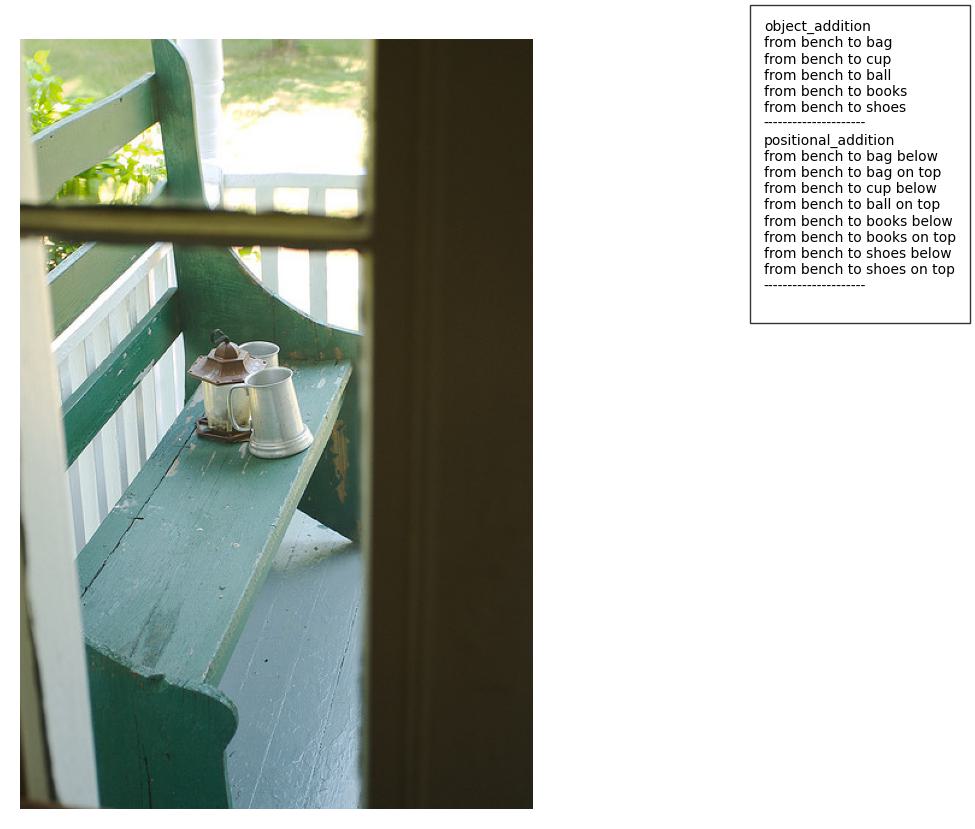 object_addition
from bench to bag
from bench to cup
from bench to ball
from bench to books
from bench to shoes
----------------------
positional_addition
from bench to bag below
from bench to bag on top
from bench to cup below
from bench to ball on top
from bench to books below
from bench to books on top
from bench to shoes below
from bench to shoes on top
----------------------